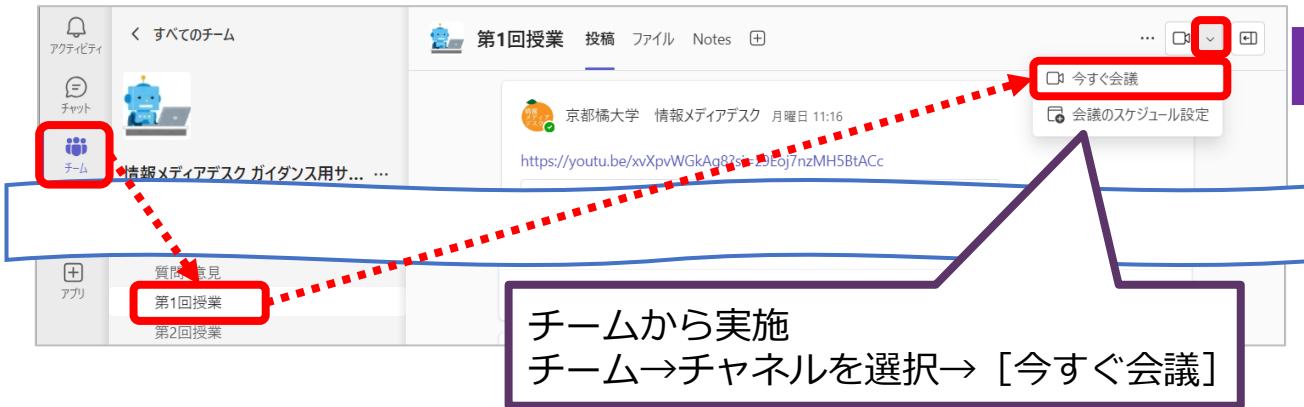 アクティビティ
チャット
チーム
アプリ
すべてのチーム
情報メディアデスク ガイダンス用サ... ...
第1回授業
第2回授業
第1回授業 投稿 ファイル Notes
京都橘大学 情報メディアデスク 月曜日 11:16
今すぐ会議
会議のスケジュール設定
チームから実施
チーム→チャネルを選択→［今すぐ会議］